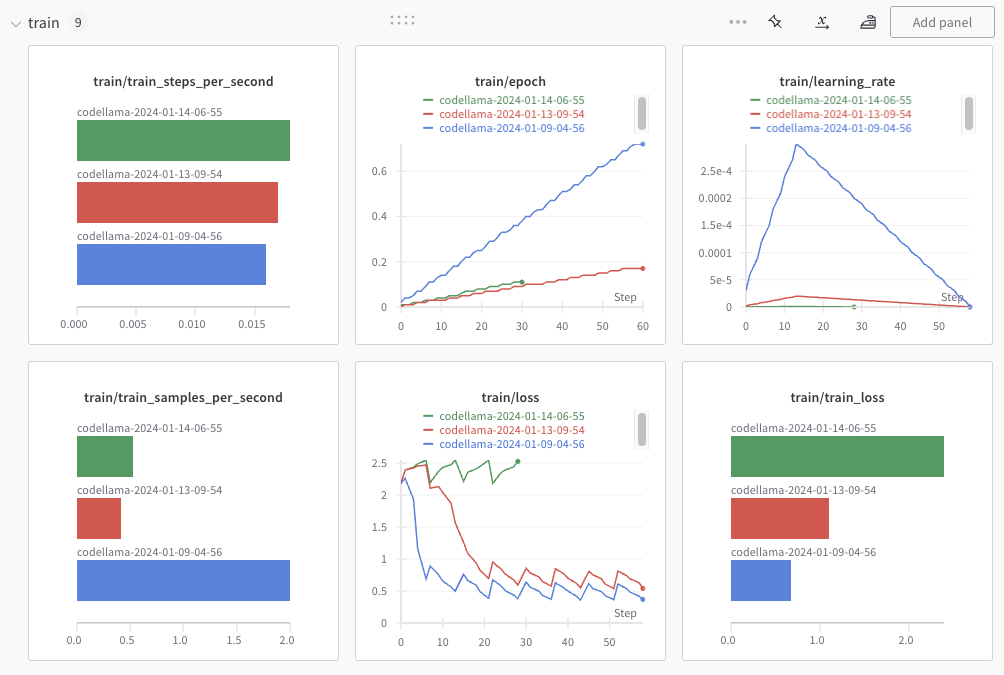 train 9
Add panel
train/train_steps_per_second
codellama-2024-01-14-06-55
codellama-2024-01-13-09-54
codellama-2024-01-09-04-56
0.000 0.005 0.010 0.015
train/epoch
codellama-2024-01-14-06-55
codellama-2024-01-13-09-54
codellama-2024-01-09-04-56
0.6
0.4
0.2
0
Step
0 10 20 30 40 50 60
train/learning_rate
codellama-2024-01-14-06-55
codellama-2024-01-13-09-54
codellama-2024-01-09-04-56
2.5e-4
0.0002
1.5e-4
0.0001
5e-5
0
Step
0 10 20 30 40 50
train/train_samples_per_second
codellama-2024-01-14-06-55
codellama-2024-01-13-09-54
codellama-2024-01-09-04-56
0.0 0.5 1.0 1.5 2.0
train/loss
codellama-2024-01-14-06-55
codellama-2024-01-13-09-54
codellama-2024-01-09-04-56
2.5
2
1.5
1
0.5
0
Step
0 10 20 30 40 50
train/train_loss
codellama-2024-01-14-06-55
codellama-2024-01-13-09-54
codellama-2024-01-09-04-56
0.0 1.0 2.0